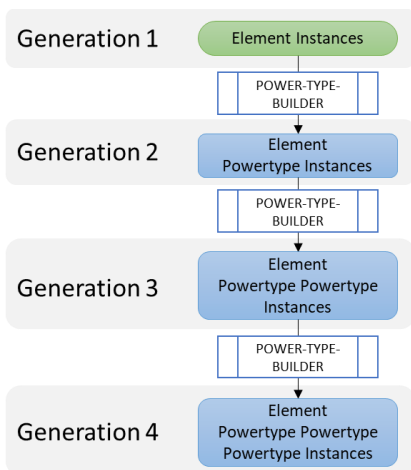 Generation 1
Element Instances
POWER-TYPE-
BUILDER
Generation 2
Element
Powertype Instances
POWER-TYPE-
BUILDER
Generation 3
Element
Powertype Powertype
Instances
POWER-TYPE-
BUILDER
Generation 4
Element
Powertype Powertype
Powertype Instances